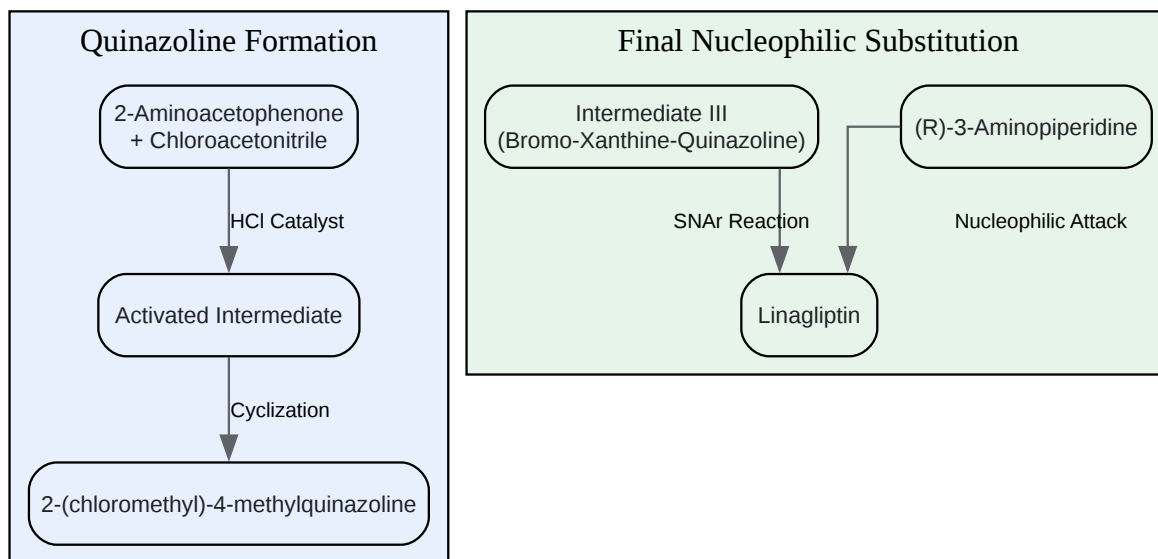 Quinazoline Formation
2-Aminoacetophenone
+ Chloroacetonitrile
HCl Catalyst
Activated Intermediate
Cyclization
2-(chloromethyl)-4-methylquinazoline
Final Nucleophilic Substitution
Intermediate III
(Bromo-Xanthine-Quinazoline)
(R)-3-Aminopiperidine
SNAr Reaction
Nucleophilic Attack
Linagliptin